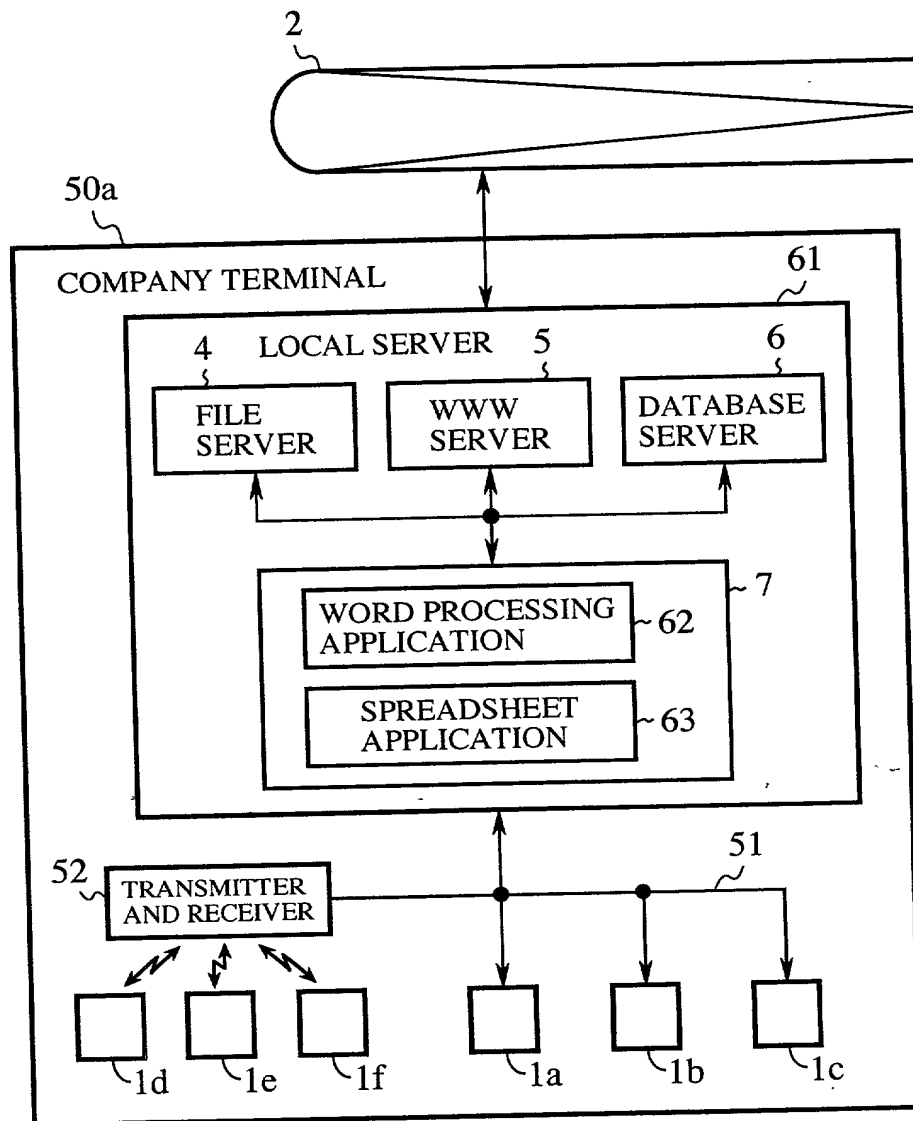 2
50a
COMPANY TERMINAL
61
LOCAL SERVER
4
5
6
FILE
SERVER
WWW
SERVER
DATABASE
SERVER
7
WORD PROCESSING
APPLICATION
62
SPREADSHEET
APPLICATION
63
52
TRANSMITTER
AND RECEIVER
51
1d
1e
1f
1a
1b
1c